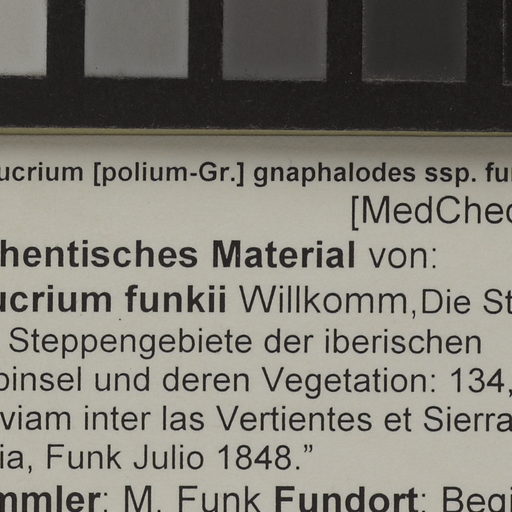 ucrium [polium-Gr.] gnaphalodes ssp. fu
[MedChec
hentisches Material von:
ucrium funkii Willkomm,Die St
Steppengebiete der iberischen
binsel und deren Vegetation: 134,
viam inter las Vertientes et Sierra
ia, Funk Julio 1848.”
mmler: M. Funk Fundort: Begi